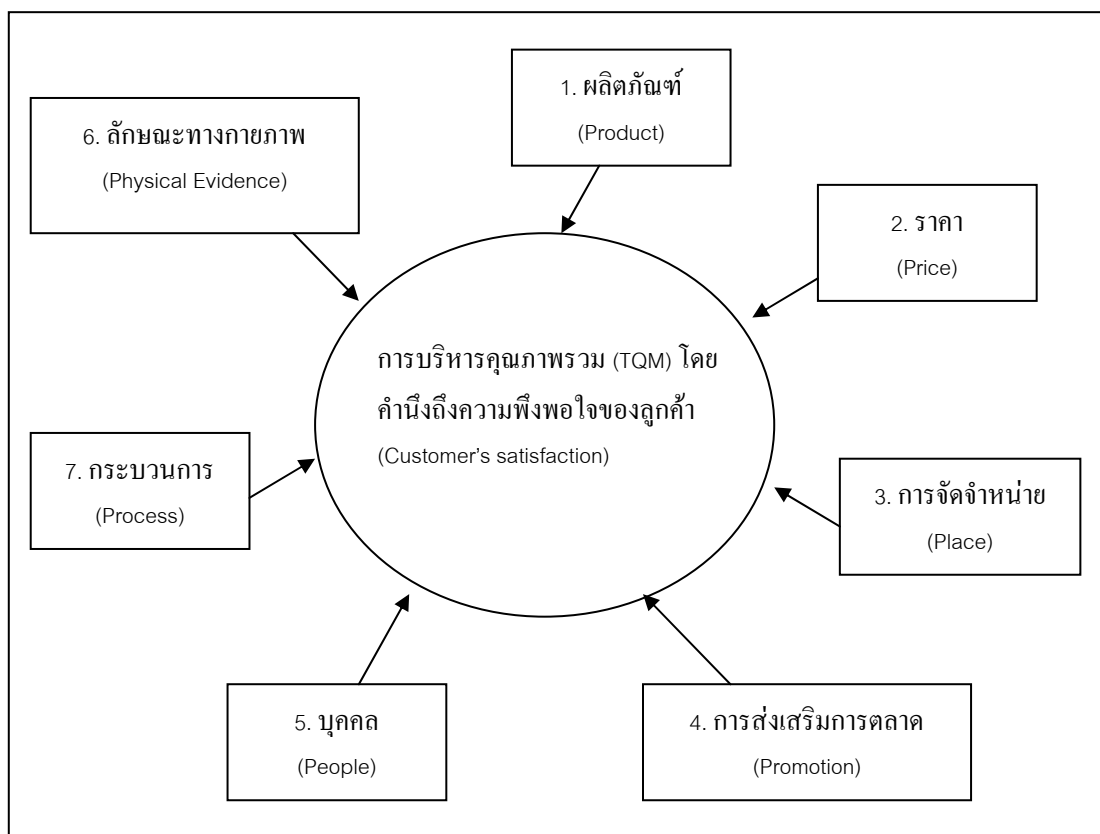 1. ผลิตภัณฑ์
(Product)
6. ลักษณะทางกายภาพ
(Physical Evidence)
2. ราคา
(Price)
การบริหารคุณภาพรวม (TQM) โดย
คำนึงถึงความพึงพอใจของลูกค้า
(Customer's satisfaction)
7. กระบวนการ
(Process)
3. การจัดจำหน่าย
(Place)
5. บุคคล
(People)
4. การส่งเสริมการตลาด
(Promotion)